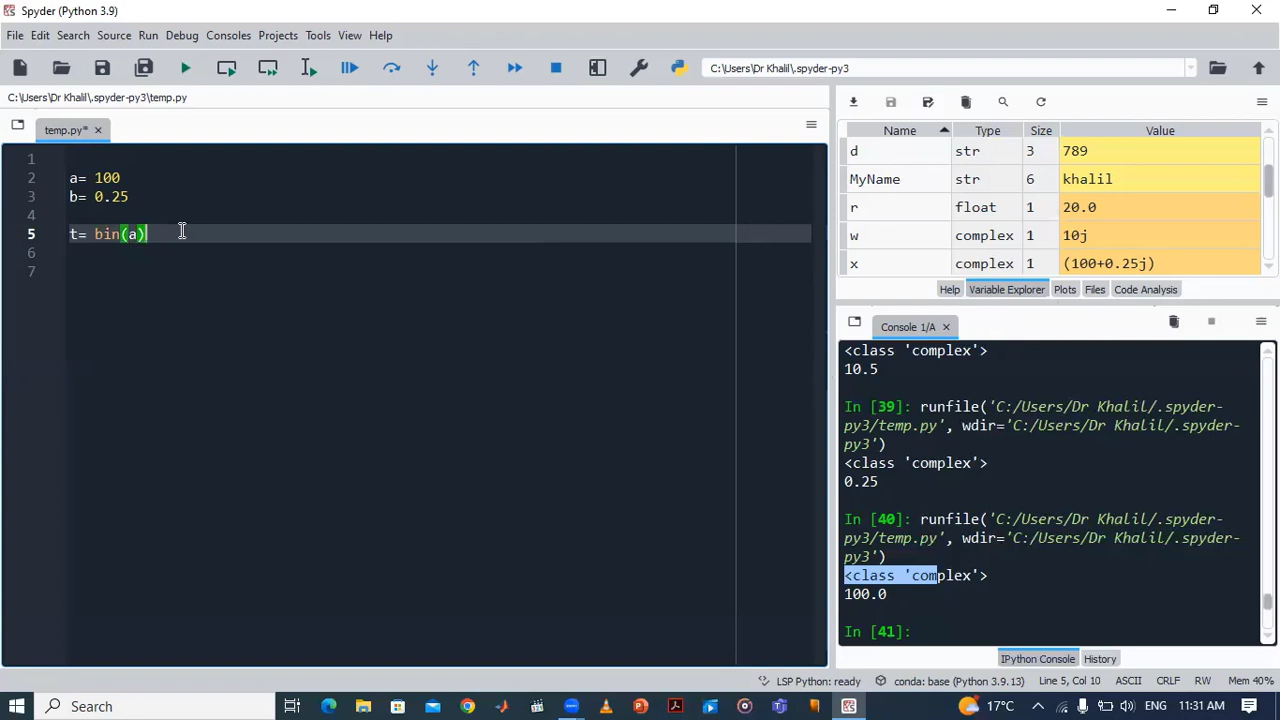 Spyder (Python 3.9)
File Edit Search Source Run Debug Consoles Projects Tools View Help
C:\Users\Dr Khalil\.spyder-py3
C:\Users\Dr Khalil\.spyder-py3\temp.py
temp.py*
1
2 a= 100
3 b= 0.25
4
5 t= bin(a)
6
7
Name Type Size Value
d str 3 789
MyName str 6 khalil
r float 1 20.0
w complex 1 10j
x complex 1 (100+0.25j)
Help Variable Explorer Plots Files Code Analysis
Console 1/A
<class 'complex'>
10.5
In [39]: runfile('C:/Users/Dr Khalil/.spyder-
py3/temp.py', wdir='C:/Users/Dr Khalil/.spyder-
py3')
<class 'complex'>
0.25
In [40]: runfile('C:/Users/Dr Khalil/.spyder-
py3/temp.py', wdir='C:/Users/Dr Khalil/.spyder-
py3')
<class 'complex'>
100.0
In [41]:
IPython Console History
LSP Python: ready conda: base (Python 3.9.13) Line 5, Col 10 ASCII CRLF RW Mem 40%
Search 17°C ENG 11:31 AM